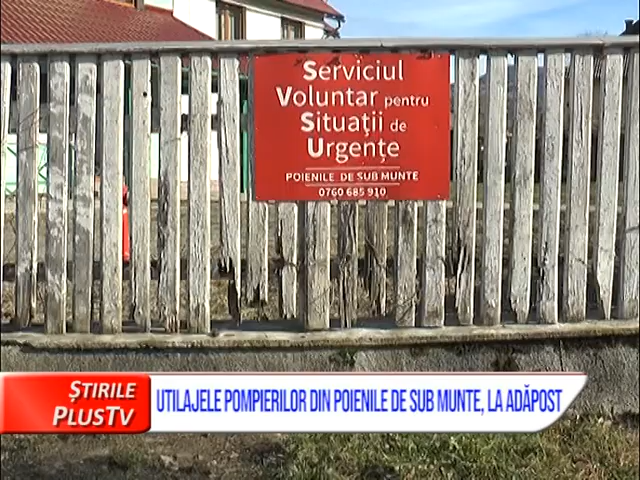 Serviciul
Voluntar pentru
Situații de
Urgențe
POIENILE DE SUB MUNTE
0760 685 910
ȘTIRILE
PLUSTV
UTILAJELE POMPIERILOR DIN POIENILE DE SUB MUNTE, LA ADĂPOST